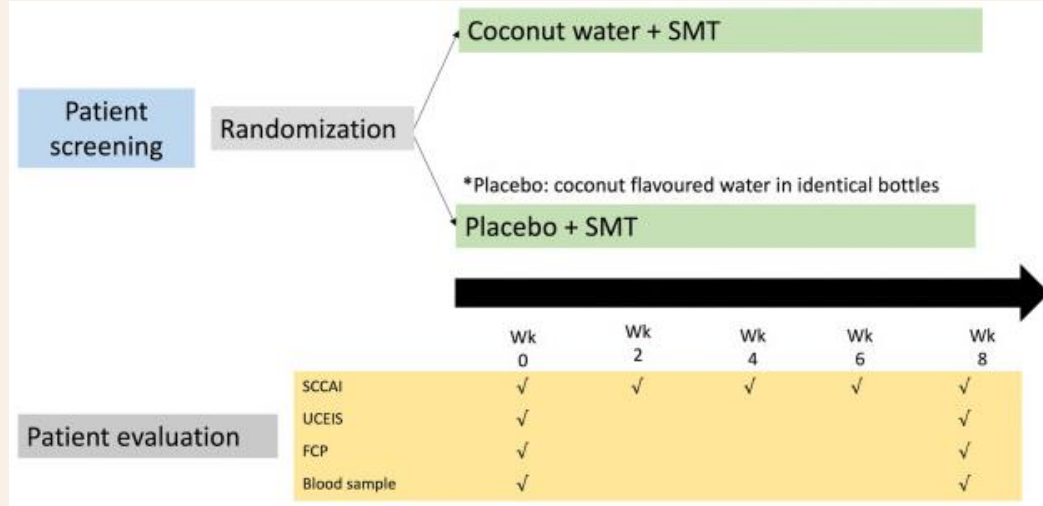 Coconut water + SMT
Patient
screening
Randomization
*Placebo: coconut flavoured water in identical bottles
Placebo + SMT
Wk Wk Wk Wk Wk
0 2 4 6 8
SCCAI √ √ √ √ √
UCEIS √ √
Patient evaluation
FCP √ √
Blood sample √ √